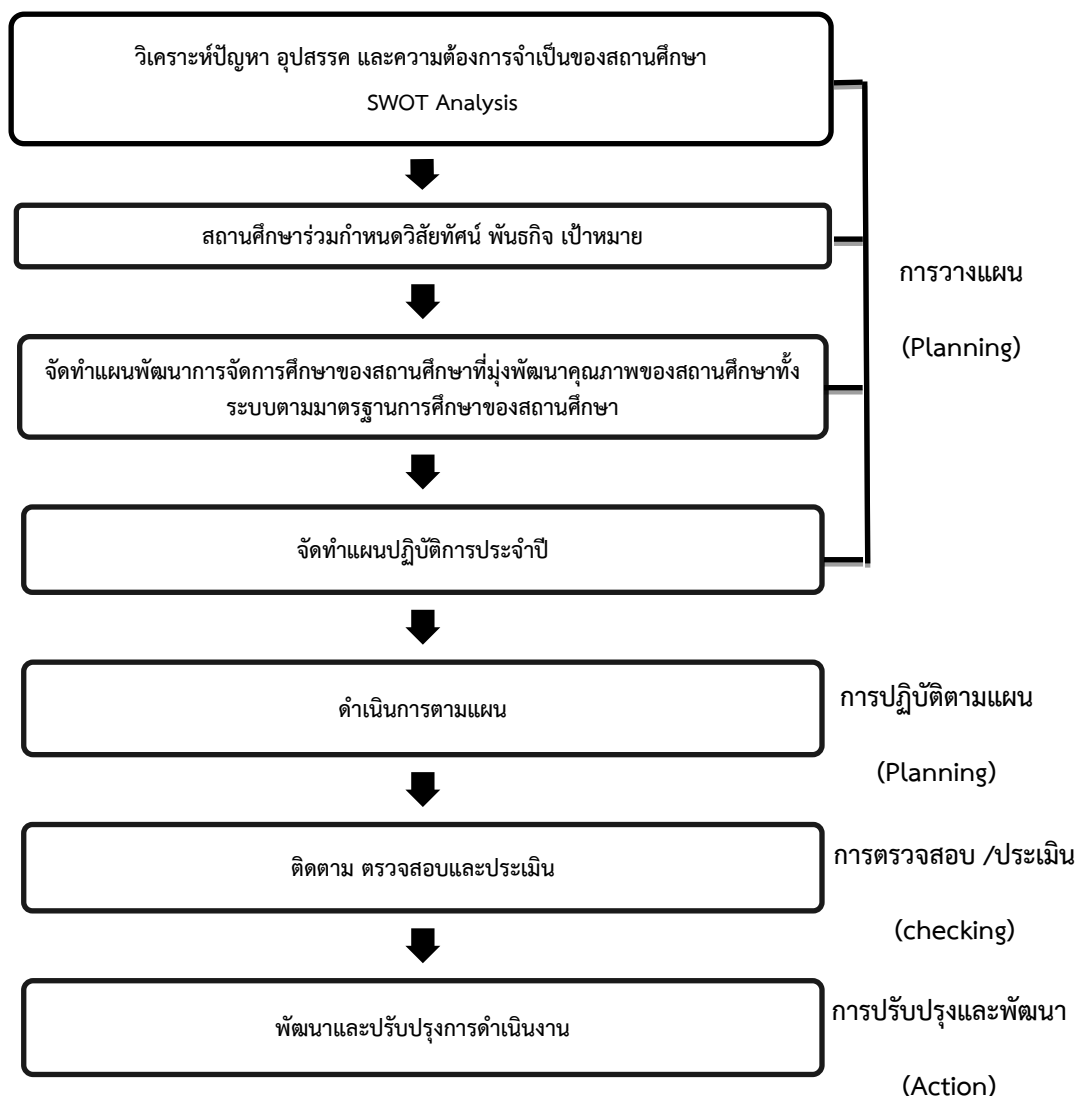 วิเคราะห์ปัญหา อุปสรรค และความต้องการจำเป็นของสถานศึกษา
SWOT Analysis
สถานศึกษาร่วมกำหนดวิสัยทัศน์ พันธกิจ เป้าหมาย
การวางแผน
(Planning)
จัดทำแผนพัฒนาการจัดการศึกษาของสถานศึกษาที่มุ่งพัฒนาคุณภาพของสถานศึกษาทั้ง
ระบบตามมาตรฐานการศึกษาของสถานศึกษา
จัดทำแผนปฏิบัติการประจำปี
ดำเนินการตามแผน
การปฏิบัติตามแผน
(Planning)
ติดตาม ตรวจสอบและประเมิน
การตรวจสอบ /ประเมิน
(checking)
พัฒนาและปรับปรุงการดำเนินงาน
การปรับปรุงและพัฒนา
(Action)